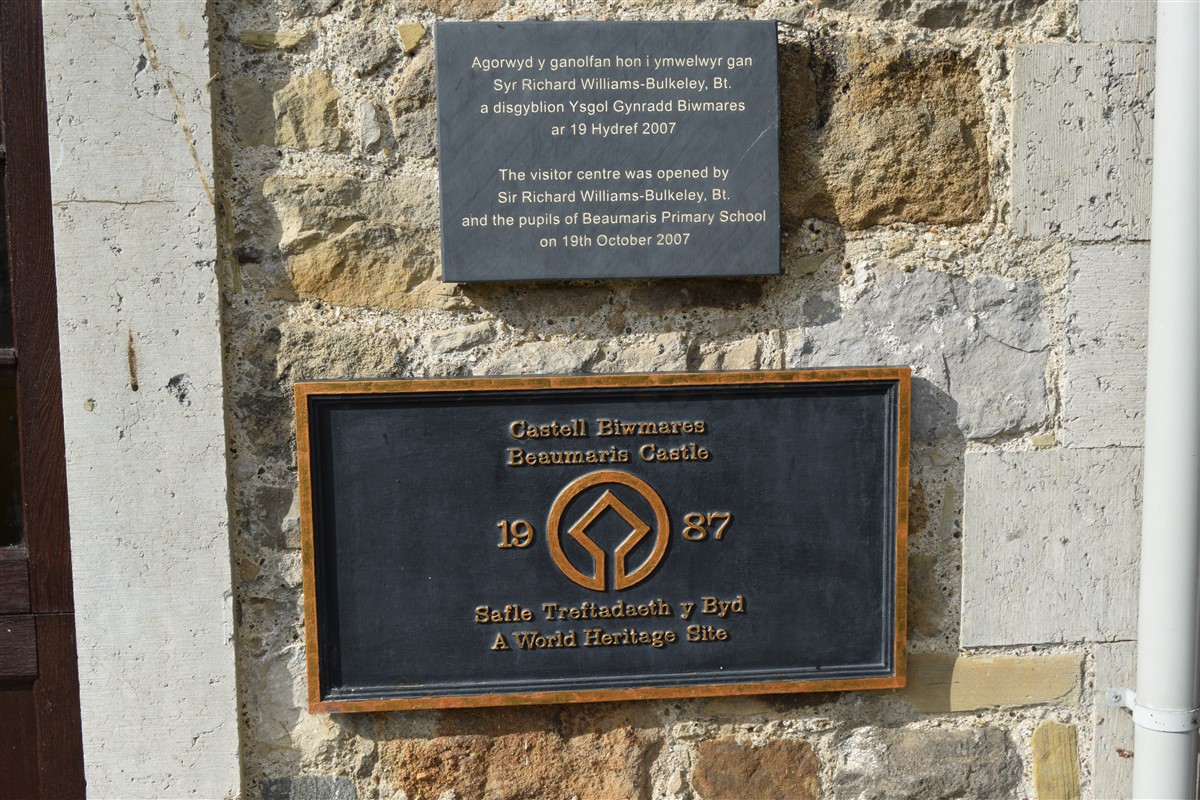 Agorwyd y ganolfan hon i ymwelwyr gan
Syr Richard Williams-Bulkeley, Bt.
a disgyblion Ysgol Gynradd Biwmares
ar 19 Hydref 2007
The visitor centre was opened by
Sir Richard Williams-Bulkeley, Bt.
and the pupils of Beaumaris Primary School
on 19th October 2007
Castell Biwmares
Beaumaris Castle
19 87
Safle Treftadaeth y Byd
A World Heritage Site